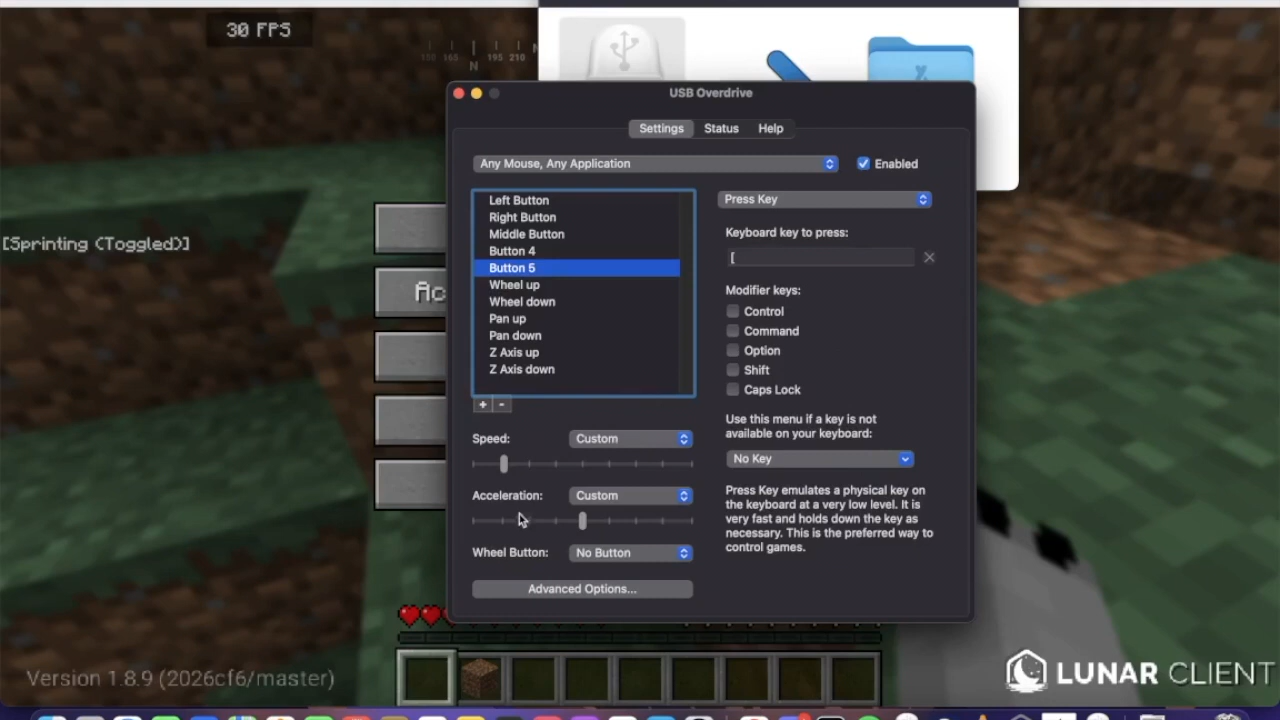 30 FPS
180 165 195 210 N
N
USB Overdrive
Settings Status Help
Any Mouse, Any Application
Enabled
Left Button
Right Button
Middle Button
Button 4
Button 5
Wheel up
Wheel down
Pan up
Pan down
Z Axis up
Z Axis down
+ -
Speed: Custom
Acceleration: Custom
Wheel Button: No Button
Advanced Options...
Press Key
Keyboard key to press:
[
Modifier keys:
Control
Command
Option
Shift
Caps Lock
Use this menu if a key is not
available on your keyboard:
No Key
Press Key emulates a physical key on
the keyboard at a very low level. It is
very fast and holds down the key as
necessary. This is the preferred way to
control games.
[Sprinting (Toggled)]
Ac
Version 1.8.9 (2026cf6/master)
LUNAR CLIENT